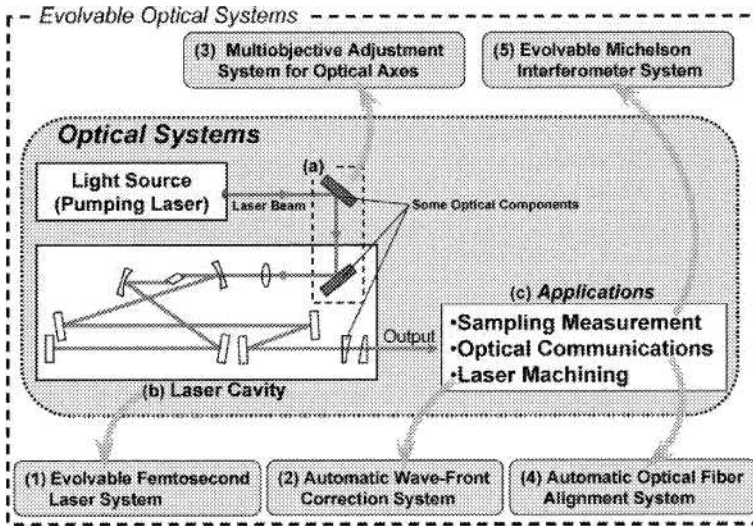 Evolvable Optical Systems
(3) Multiobjective Adjustment
System for Optical Axes
(5) Evolvable Michelson
Interferometer System
Optical Systems
(a)
Light Source
(Pumping Laser)
Laser Beam
Some Optical Components
(c) Applications
•Sampling Measurement
•Optical Communications
•Laser Machining
Output
(b) Laser Cavity
(1) Evolvable Femtosecond
Laser System
(2) Automatic Wave-Front
Correction System
(4) Automatic Optical Fiber
Alignment System